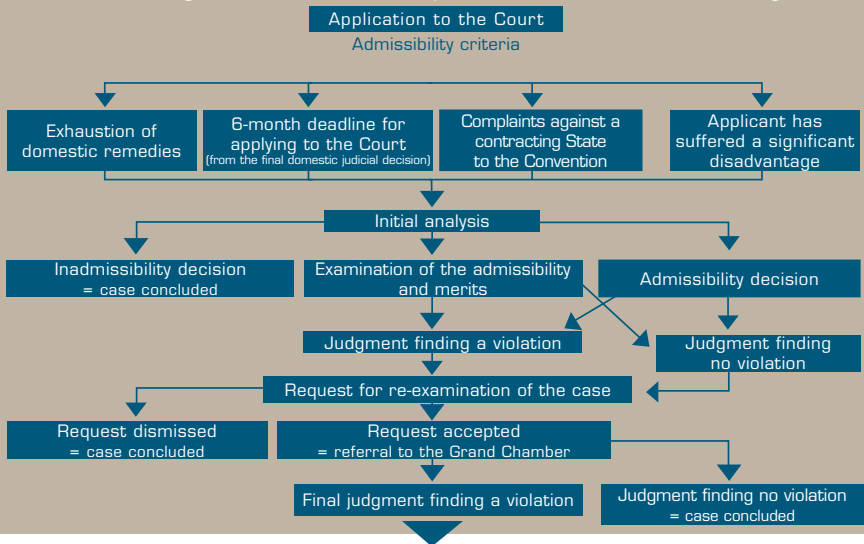 Application to the Court
Admissibility criteria
Exhaustion of
domestic remedies
6-month deadline for
applying to the Court
(from the final domestic judicial decision)
Complaints against a
contracting State
to the Convention
Applicant has
suffered a significant
disadvantage
Initial analysis
Inadmissibility decision
= case concluded
Examination of the admissibility
and merits
Admissibility decision
Judgment finding a violation
Judgment finding
no violation
Request for re-examination of the case
Request dismissed
= case concluded
Request accepted
= referral to the Grand Chamber
Final judgment finding a violation
Judgment finding no violation
= case concluded